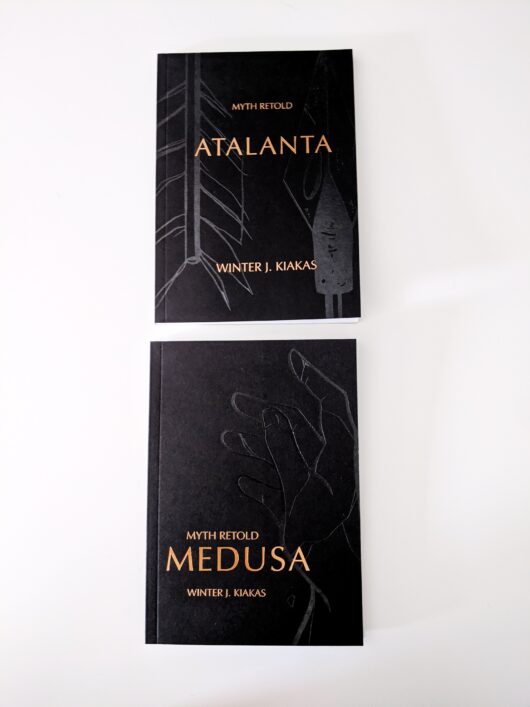 MYTH RETOLD
ATALANTA
WINTER J. KIAKAS
MYTH RETOLD
MEDUSA
WINTER J. KIAKAS